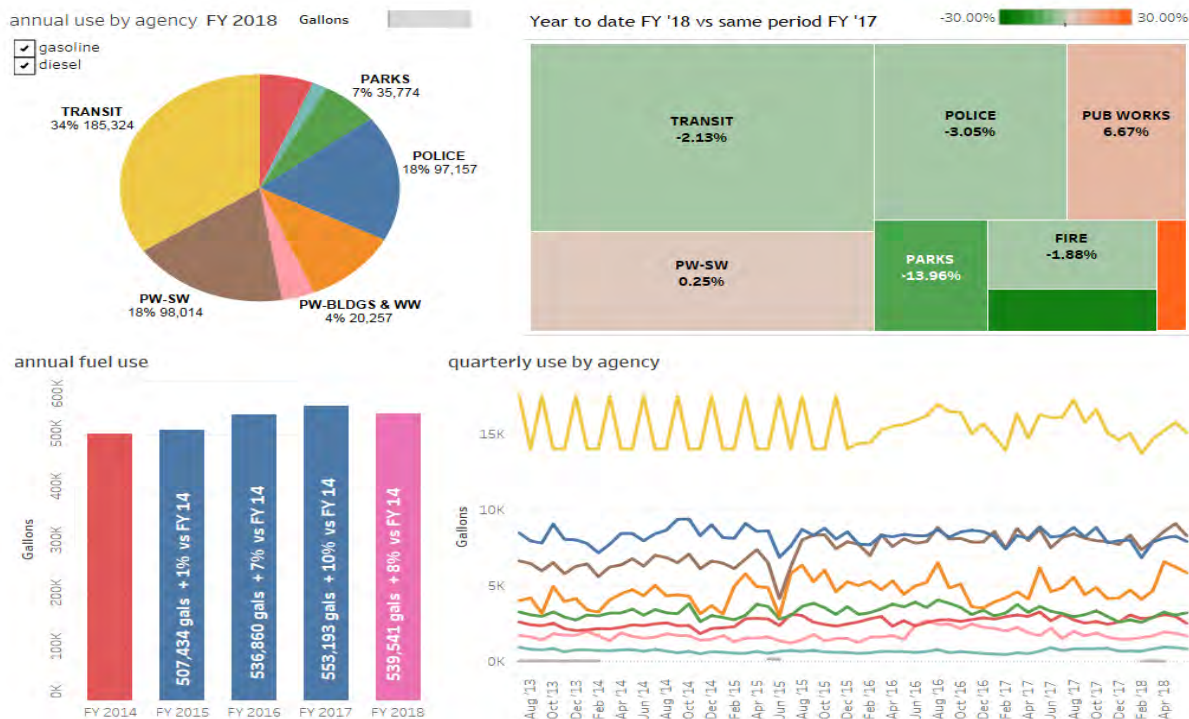 annual use by agency FY 2018 Gallons
gasoline
diesel
PARKS
7% 35,774
TRANSIT
34% 185,324
POLICE
18% 97,157
PW-SW
18% 98,014
PW-BLDGS & WW
4% 20,257
Year to date FY '18 vs same period FY '17
-30.00% 30.00%
TRANSIT
-2.13%
POLICE
-3.05%
PUB WORKS
6.67%
PW-SW
0.25%
PARKS
-13.96%
FIRE
-1.88%
annual fuel use
Gallons
600K
500K
400K
300K
200K
100K
0K
507,434 gals + 1% vs FY 14
536,860 gals +7% vs FY 14
553,193 gals +10% vs FY 14
539,541 gals +8% vs FY 14
FY 2014 FY 2015 FY 2016 FY 2017 FY 2018
quarterly use by agency
Gallons
15K
10K
5K
0K
Aug '13
Oct '13
Dec '13
Feb '14
Apr '14
Jun '14
Aug '14
Oct '14
Dec '14
Feb '15
Apr '15
Jun '15
Aug '15
Oct '15
Dec '15
Feb '16
Apr '16
Jun '16
Aug '16
Oct '16
Dec '16
Feb '17
Apr '17
Jun '17
Aug '17
Oct '17
Dec '17
Feb '18
Apr '18